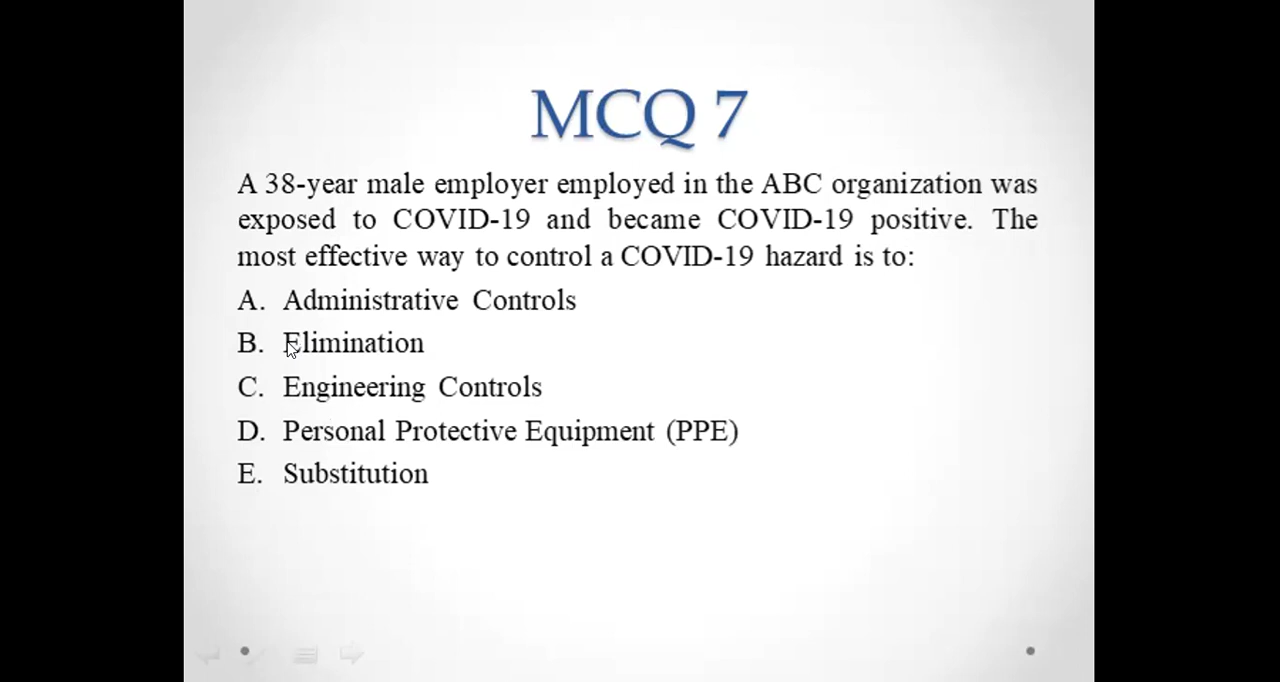 MCQ 7
A 38-year male employer employed in the ABC organization was
exposed to COVID-19 and became COVID-19 positive. The
most effective way to control a COVID-19 hazard is to:
A. Administrative Controls
B. Elimination
C. Engineering Controls
D. Personal Protective Equipment (PPE)
E. Substitution